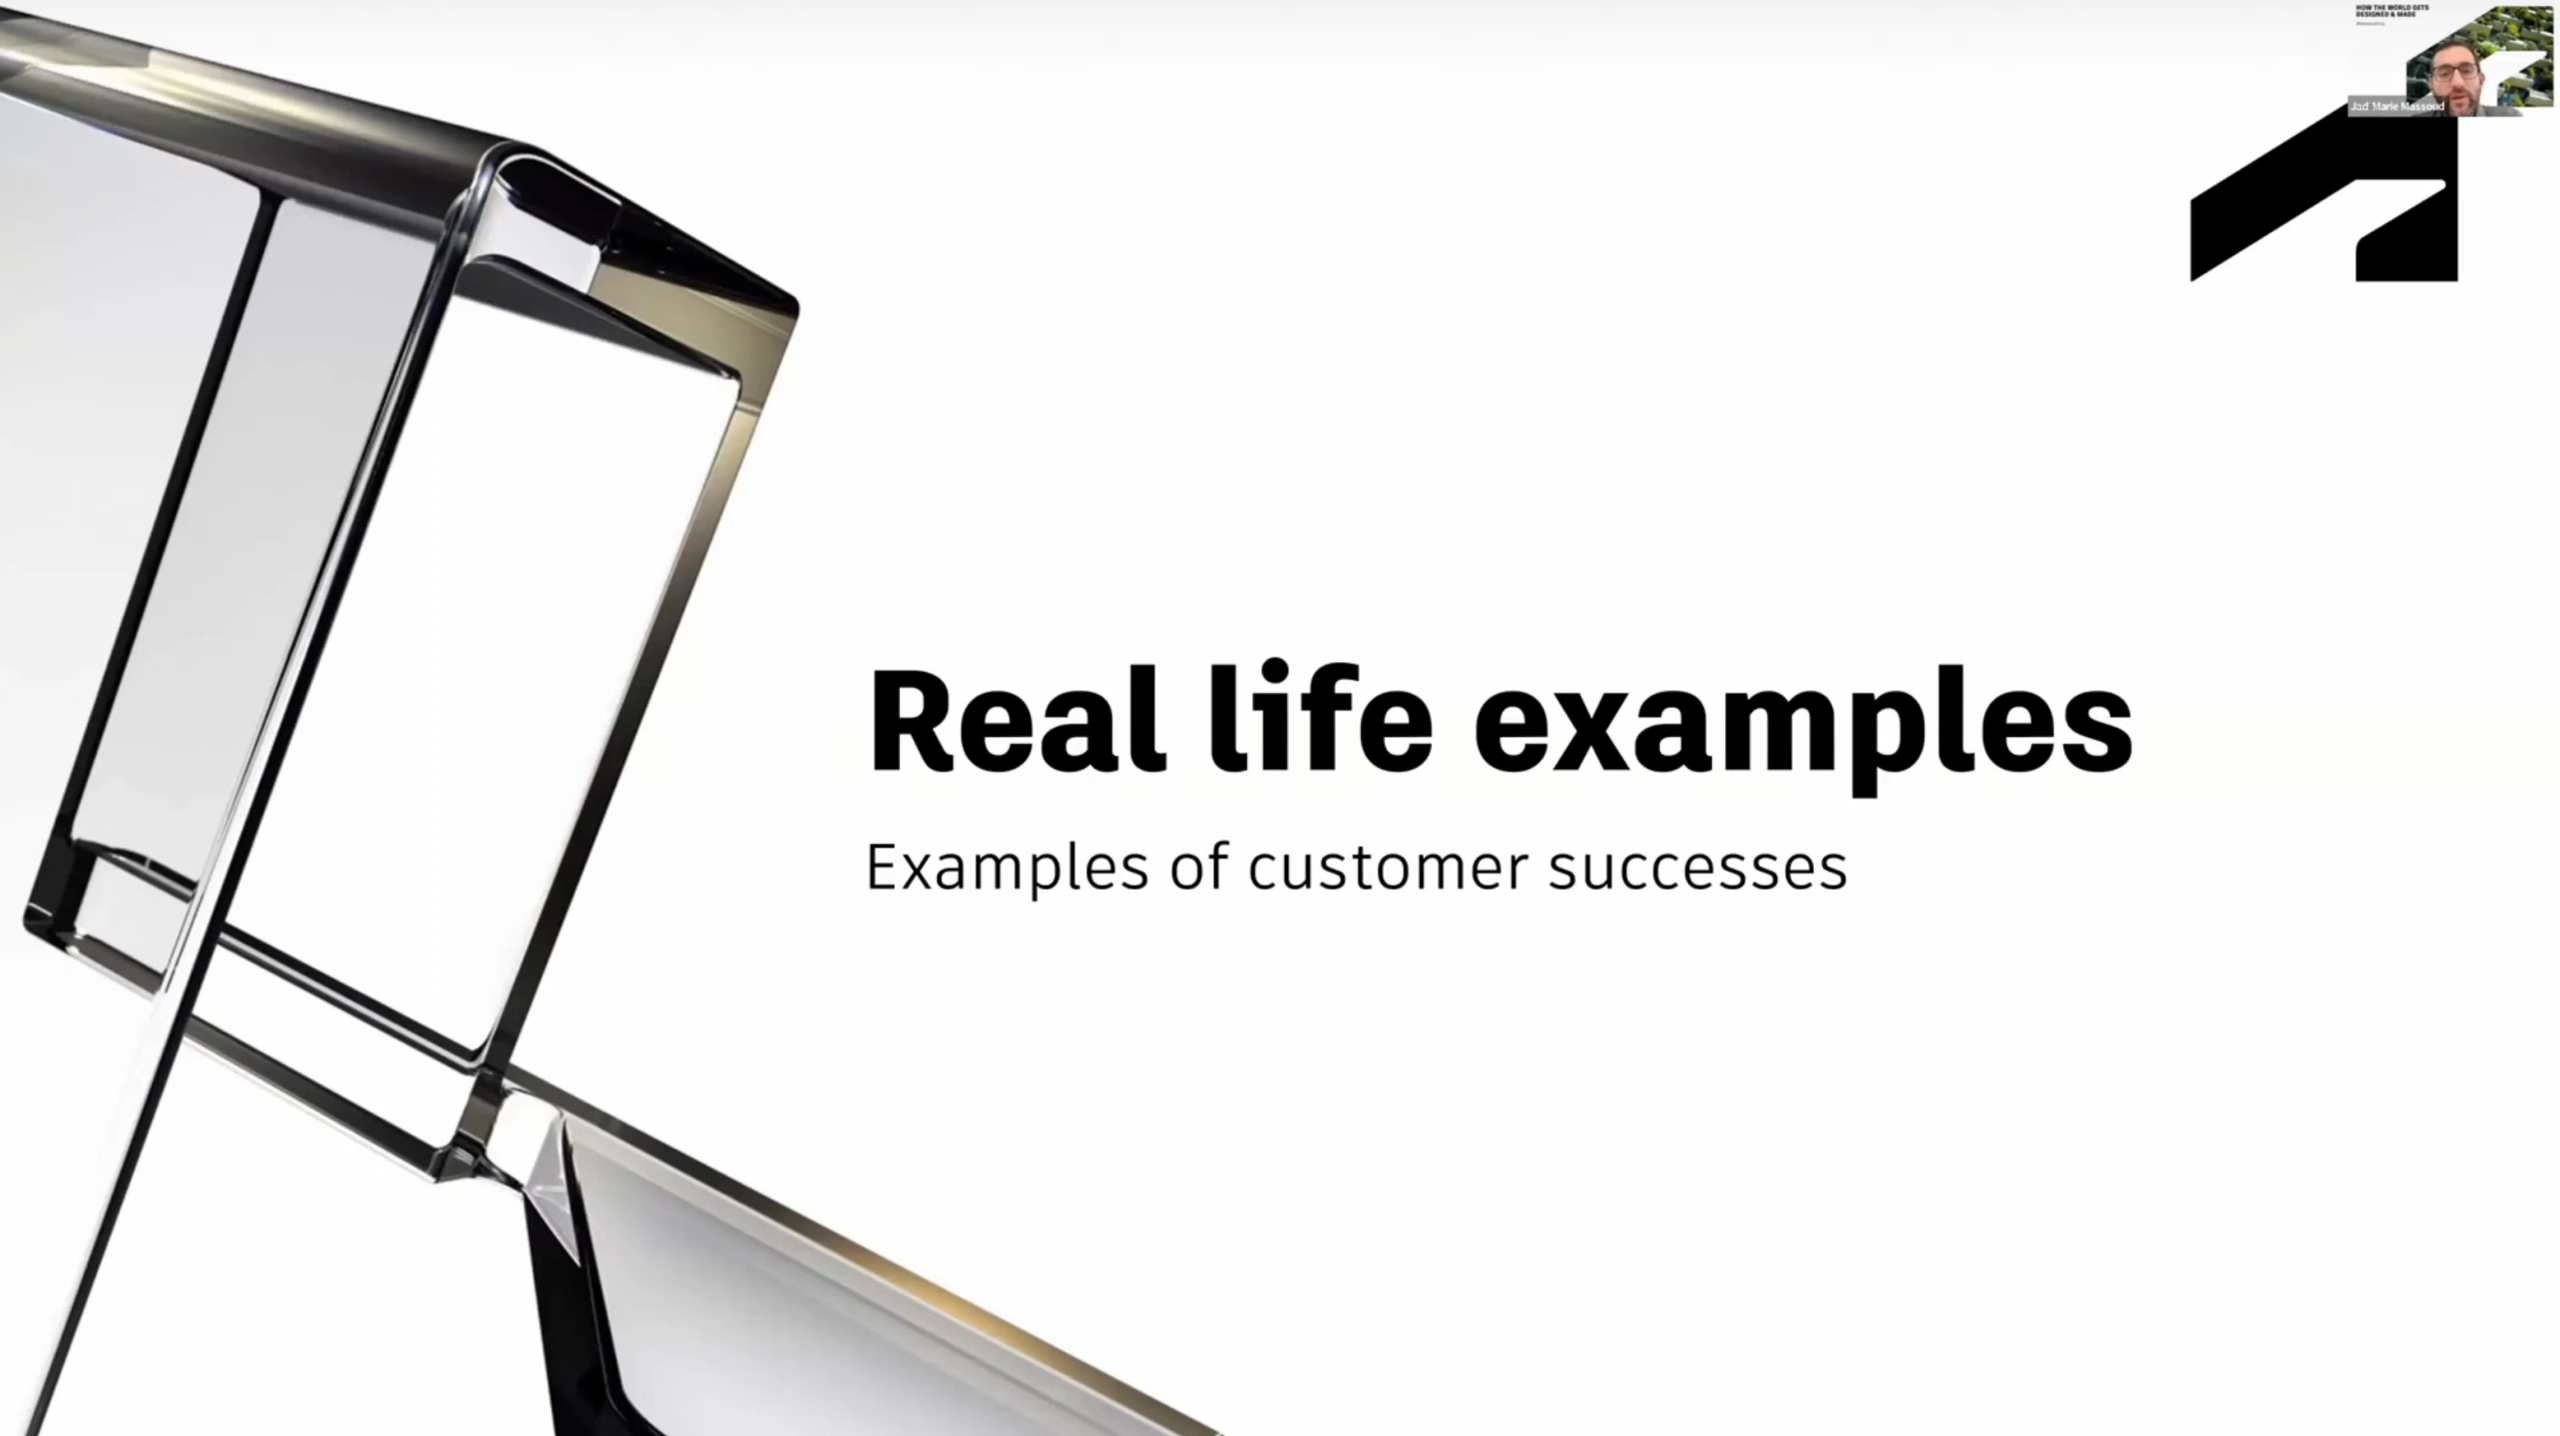 HOW THE WORLD GETS
DESIGNED & MADE
Jad Marie Massoud
Real life examples
Examples of customer successes